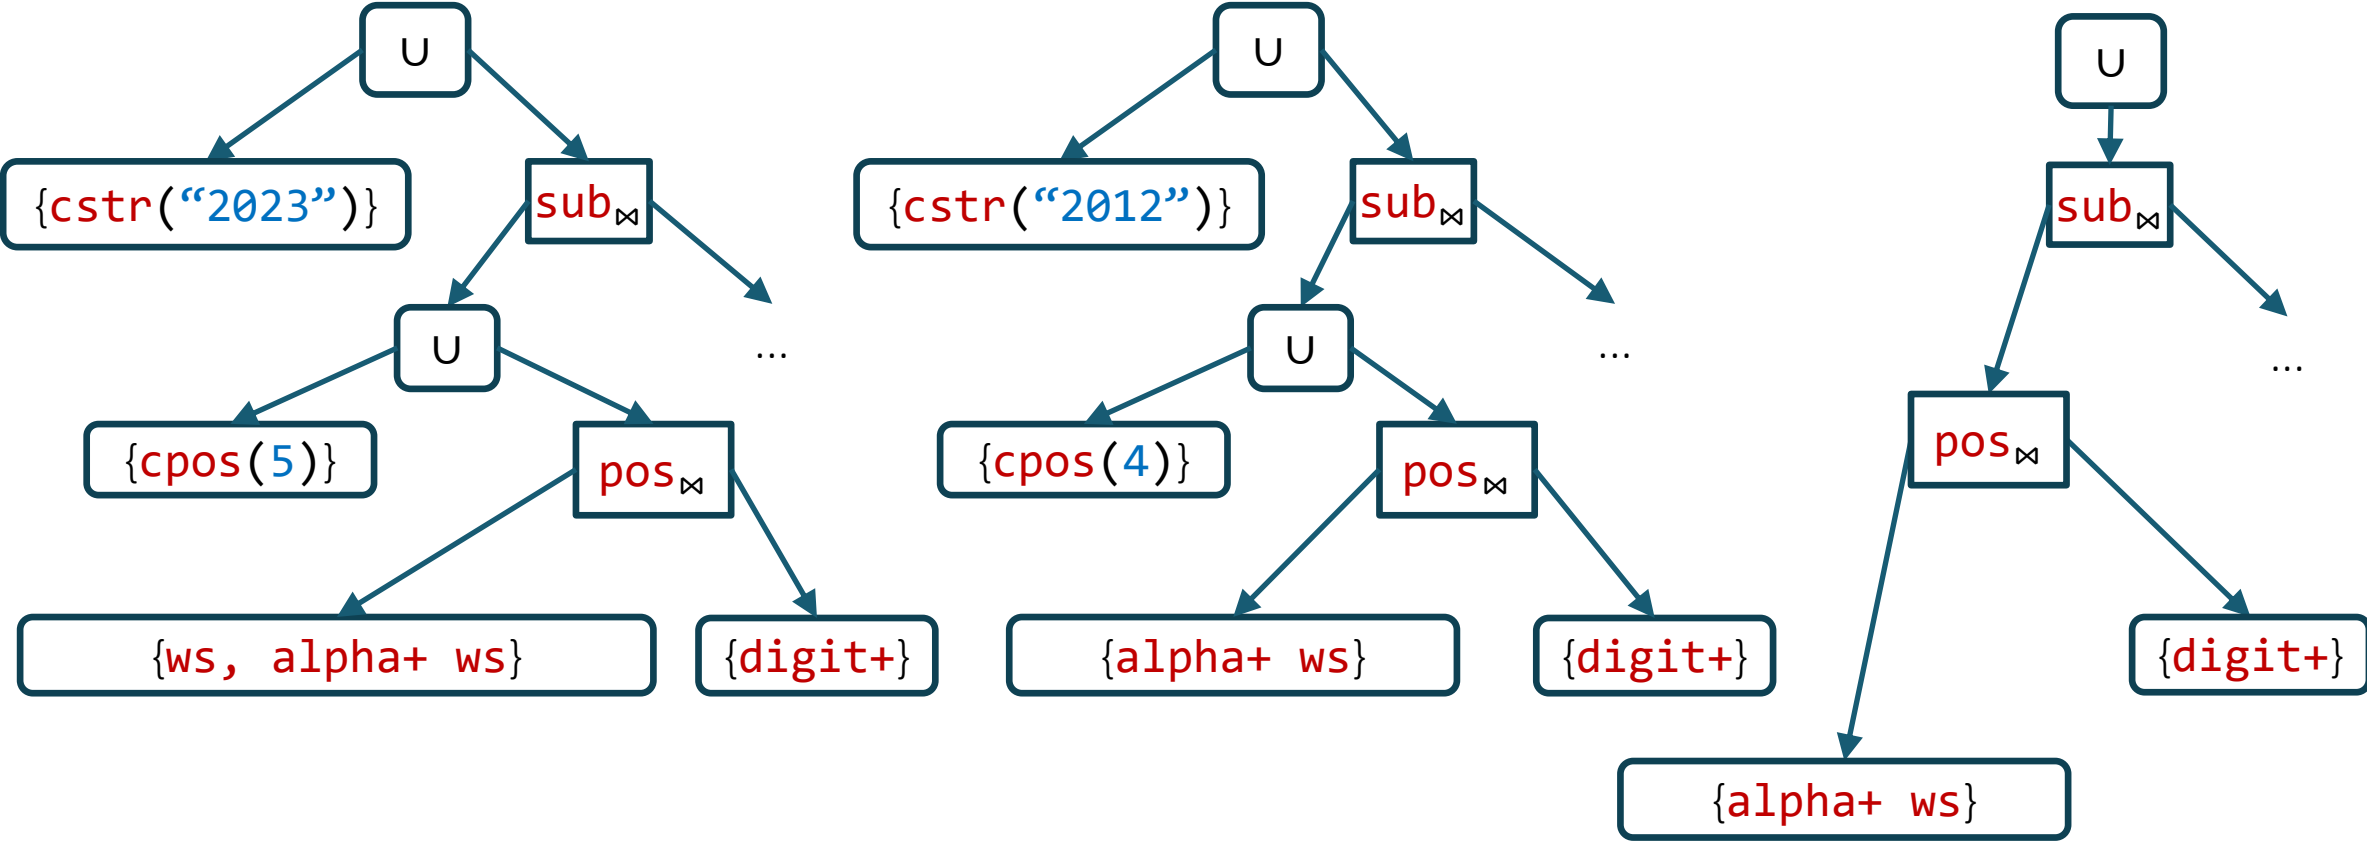 ∪
∪
∪
{cstr(“2023”)}
sub⋈
{cstr(“2012”)}
sub⋈
sub⋈
∪
...
∪
...
...
{cpos(5)}
pos⋈
{cpos(4)}
pos⋈
pos⋈
{ws, alpha+ ws}
{digit+}
{alpha+ ws}
{digit+}
{digit+}
{alpha+ ws}